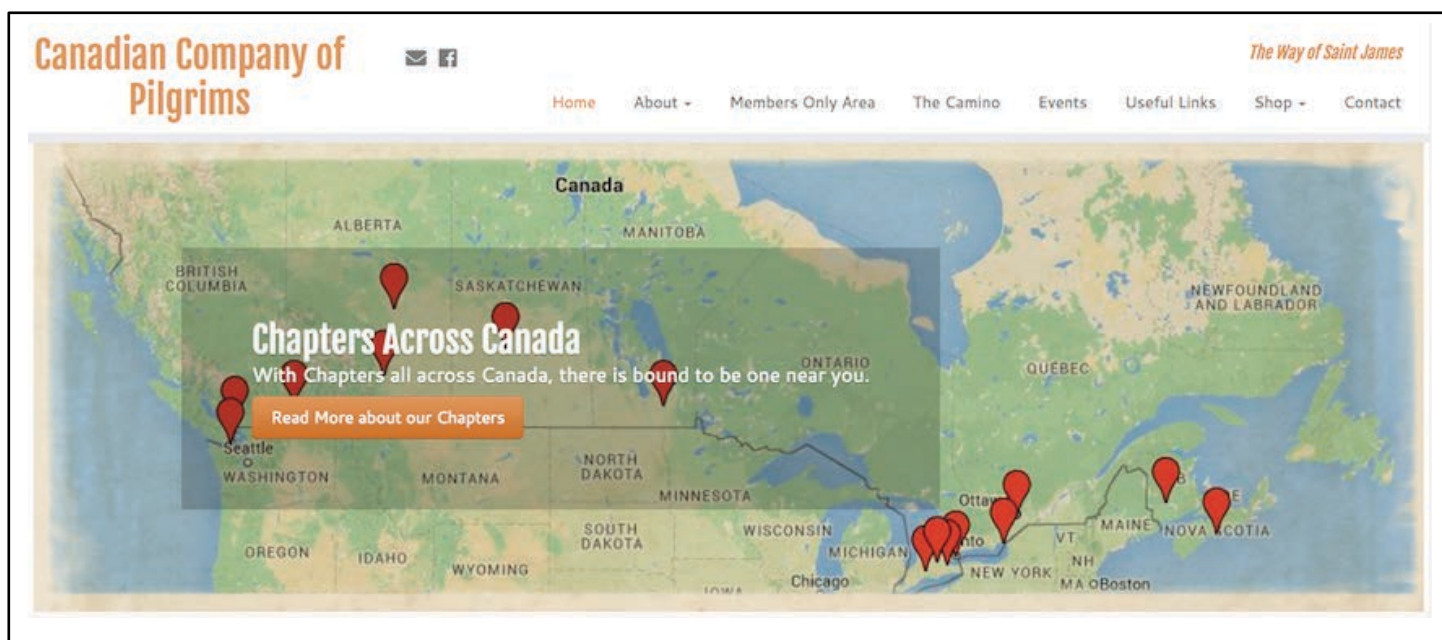 Canadian Company of
Pilgrims
The Way of Saint James
Home About Members Only Area The Camino Events Useful Links Shop Contact
Canada
ALBERTA
MANITOBA
BRITISH
COLUMBIA
SASKATCHEWAN
NEWFOUNDLAND
AND LABRADOR
Chapters Across Canada
ONTARIO
QUÉBEC
With Chapters all across Canada, there is bound to be one near you.
Read More about our Chapters
Seattle
WASHINGTON
MONTANA
NORTH
DAKOTA
MINNESOTA
Ottaw
B
E
SOUTH
DAKOTA
WISCONSIN
MICHIGAN
nto
VT
MAINE
NOVA SCOTIA
OREGON
IDAHO
WYOMING
Chicago
NEW YORK
NH
MA
Boston
IOWA